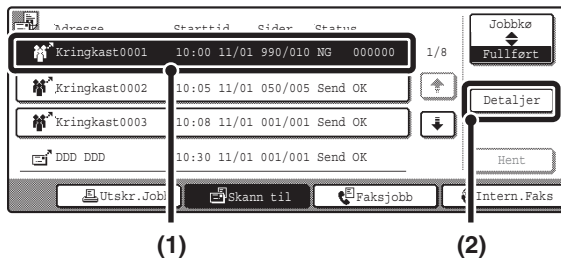 Adresse Starttid Sider Status Jobbkø
Kringkast0001 10:00 11/01 990/010 NG 000000 1/8 Fullført
Kringkast0002 10:05 11/01 050/005 Send OK Detaljer
Kringkast0003 10:08 11/01 001/001 Send OK
DDD DDD 10:30 11/01 001/001 Send OK Hent
Utskr.Jobb Skann til Faksjobb Intern.Faks
(1) (2)